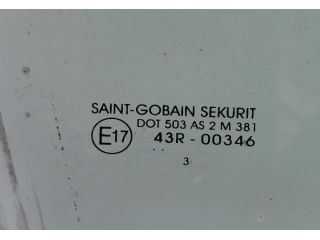 SAINT-GOBAIN SEKURIT
DOT 503 AS 2 M 381
E17 43R - 00346
3